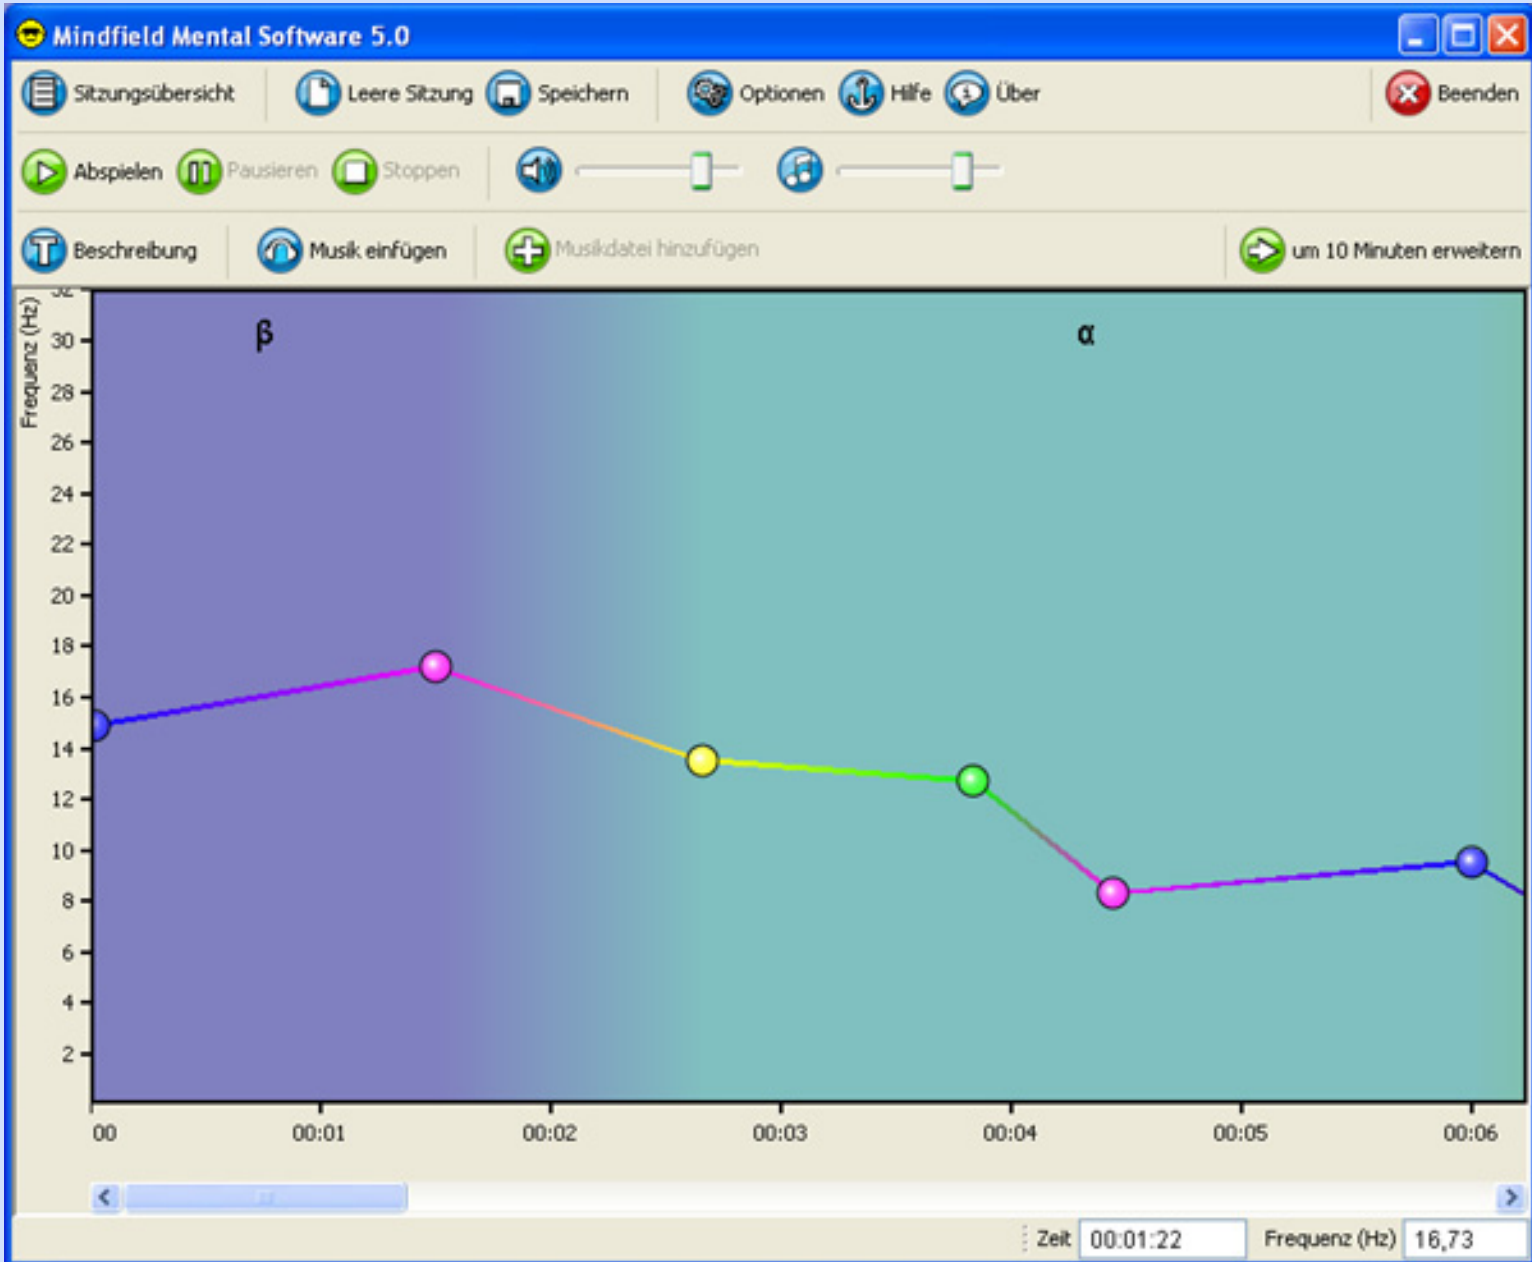 Mindfield Mental Software 5.0
Sitzungsübersicht Leere Sitzung Speichern Optionen Hilfe Über Beenden
Abspielen Pausieren Stoppen
T Beschreibung Musik einfügen Musikdatei hinzufügen um 10 Minuten erweitern
Frequenz (Hz)
32
β α
30
28
26
24
22
20
18
16
14
12
10
8
6
4
2
00 00:01 00:02 00:03 00:04 00:05 00:06
Zeit 00:01:22 Frequenz (Hz) 16,73